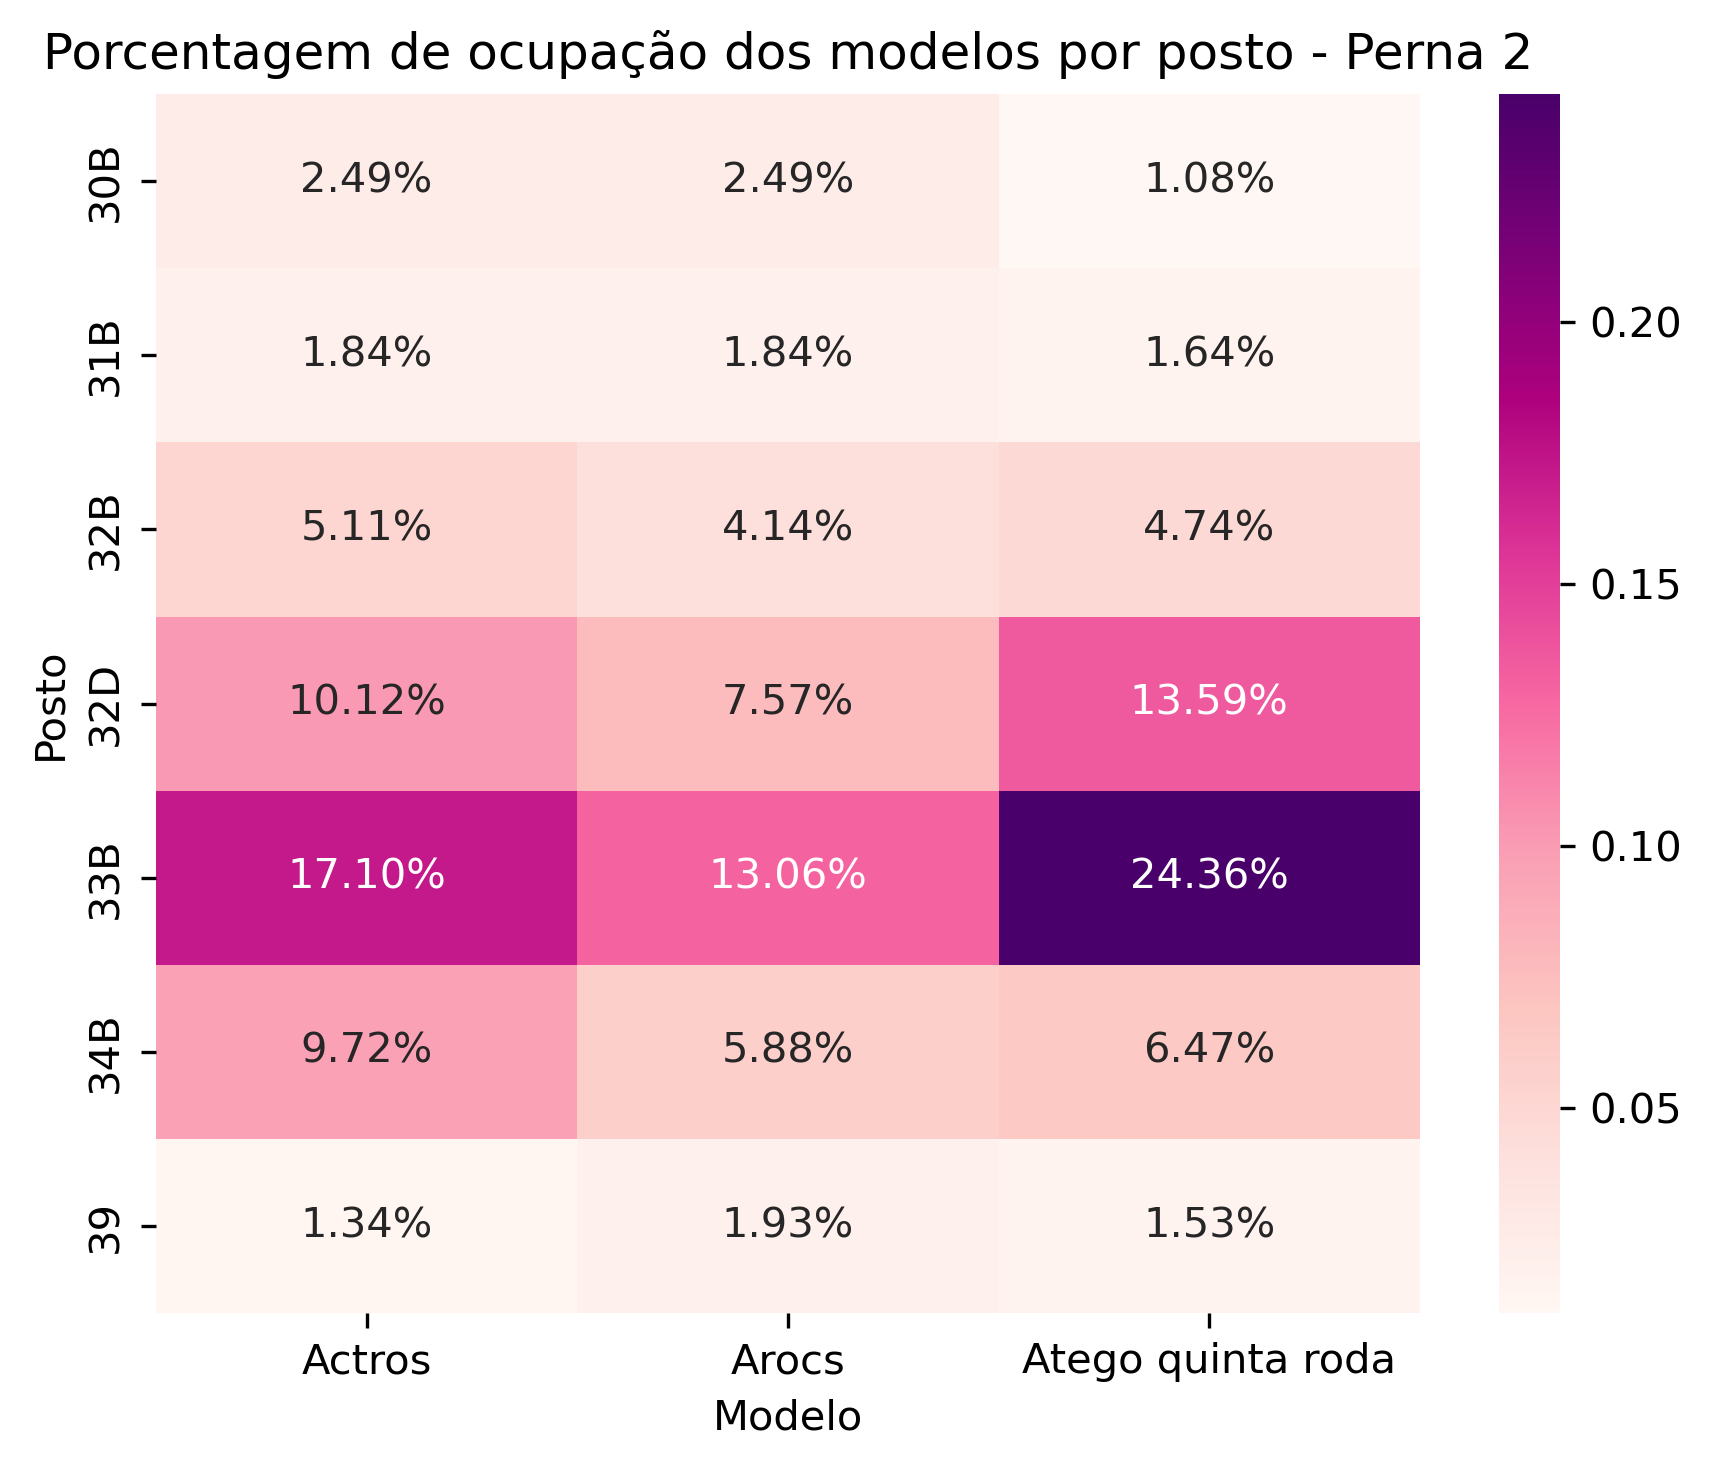 Porcentagem de ocupação dos modelos por posto - Perna 2
Posto
30B 2.49% 2.49% 1.08%
31B 1.84% 1.84% 1.64%
32B 5.11% 4.14% 4.74%
32D 10.12% 7.57% 13.59%
33B 17.10% 13.06% 24.36%
34B 9.72% 5.88% 6.47%
39 1.34% 1.93% 1.53%
Actros Arocs Atego quinta roda
Modelo
0.20
0.15
0.10
0.05